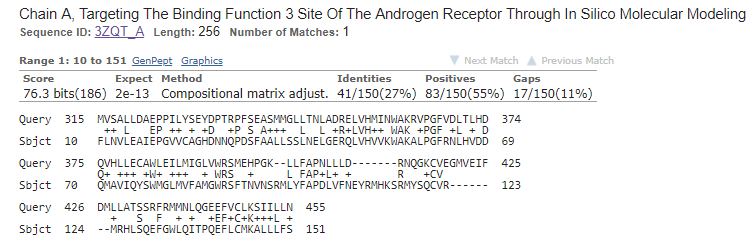 Chain A, Targeting The Binding Function 3 Site Of The Androgen Receptor Through In Silico Molecular Modeling
Sequence ID: 3ZQT_A Length: 256 Number of Matches: 1
Range 1: 10 to 151 GenPept Graphics Next Match Previous Match
Score Expect Method Identities Positives Gaps
76.3 bits(186) 2e-13 Compositional matrix adjust. 41/150(27%) 83/150(55%) 17/150(11%)
Query 315 MVSALLDAEPPILYSEYDPTRPFSEASMMGLLTNLADRELVHMINWAKRVPGFVDLTLHD 374
++ L EP ++ + +D +P S A+++ L L +R+LVH++ WAK +PGF +L + D
Sbjct 10 FLNVLEAIEPGVVCAGHDNNQPDSFAALLSSLNELGERQLVHVVKWAKALPGFRNLHVDD 69
Query 375 QVHLLECAWLEILMIGLVWRSMEHPGK--LLFAPNLLLD-------RNQGKCVEGMVEIF 425
Q+ +++ +W+ +++ + WRS + L FAP+L+ + R +CV
Sbjct 70 QMAVIQYSWMGLMVFAMGWRSFTNVNSRMLYFAPDLVFNEYRMHKSRMYSQCVR------ 123
Query 426 DMLLATSSRFRMMNLQGEEFVCLKSIILLN 455
+ S F + + +EF+C+K+++L +
Sbjct 124 --MRHLSQEFGWLQITPQEFLCMKALLLFS 151